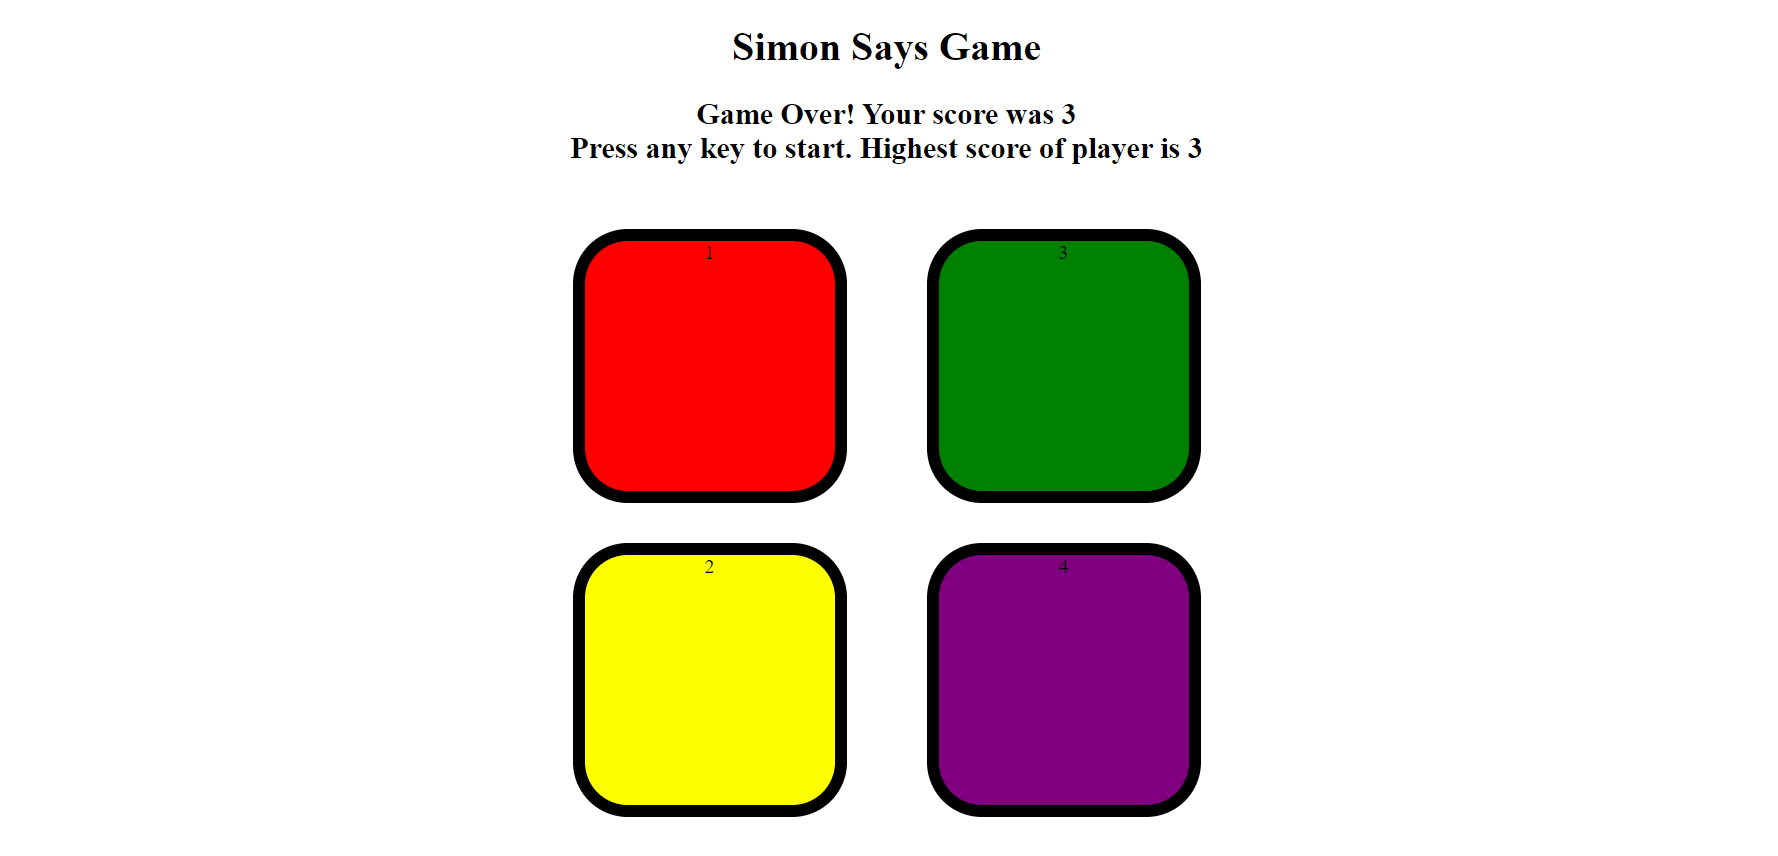 Simon Says Game
Game Over! Your score was 3
Press any key to start. Highest score of player is 3
1
3
2
4